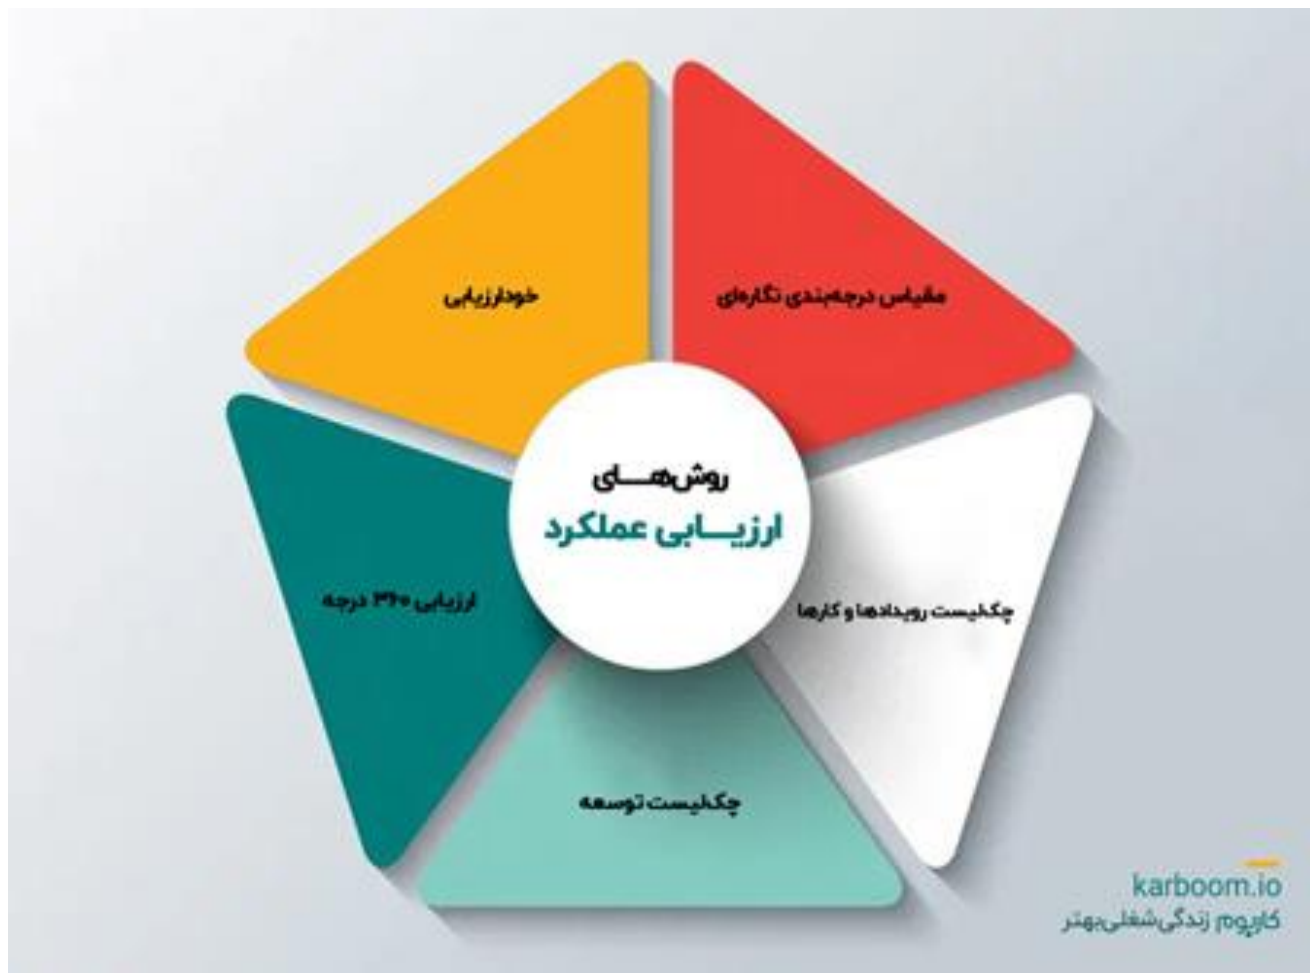 روش‌های
ارزیابی عملکرد
مقیاس درجه‌بندی نگاره‌ای
چک‌لیست رویدادها و کارها
چک‌لیست توسعه
ارزیابی ۳۶۰ درجه
خودارزیابی
karboom.io
کاربوم زندگی شغلی بهتر